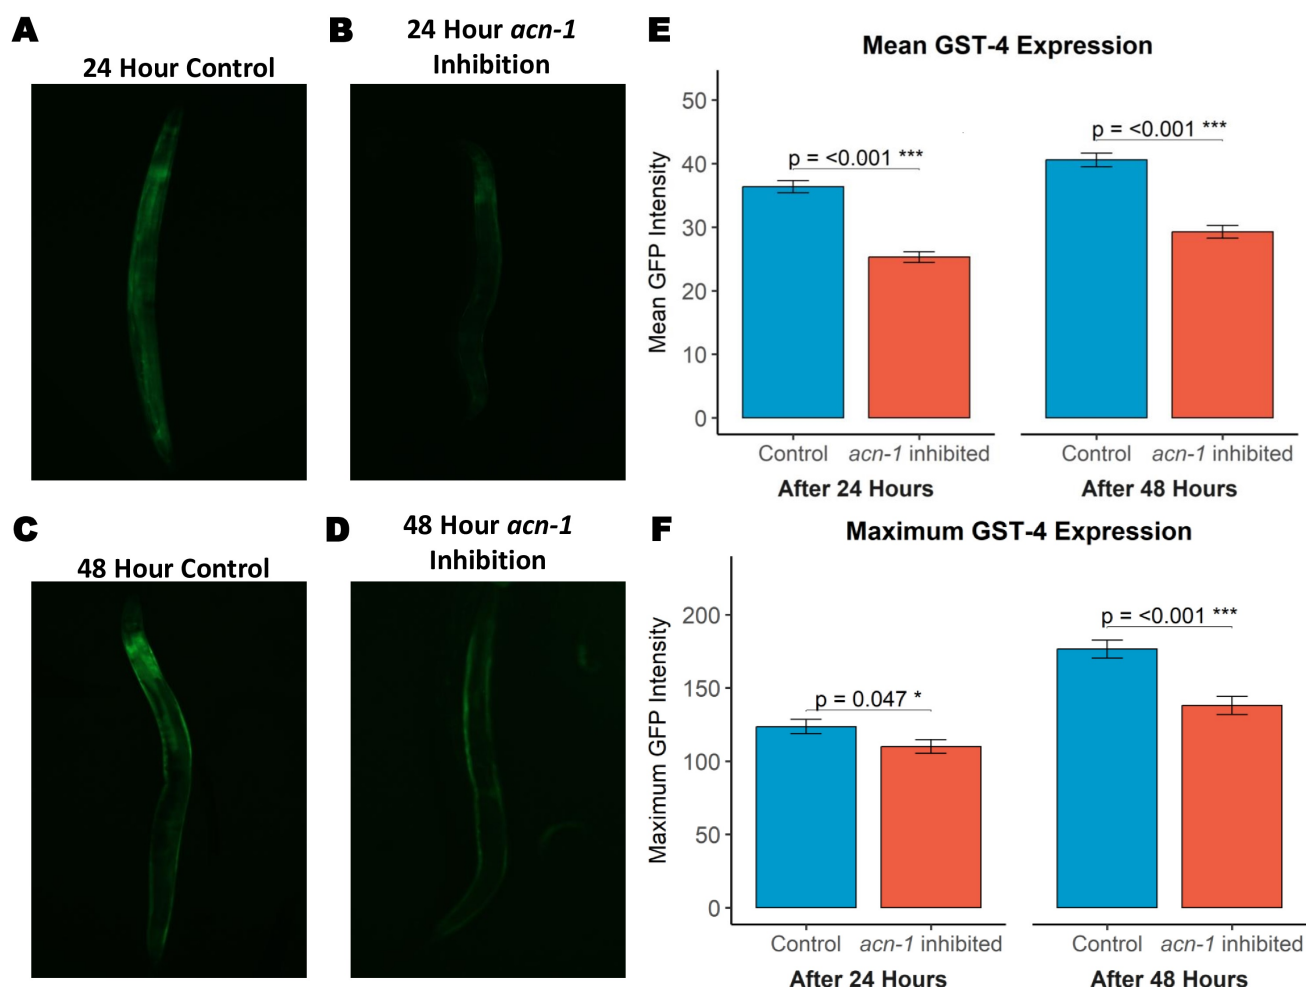 A
24 Hour Control
B
24 Hour acn-1
Inhibition
C
48 Hour Control
D
48 Hour acn-1
Inhibition
E
Mean GST-4 Expression
Mean GFP Intensity
50
40
30
20
10
0
p = <0.001 ***
p = <0.001 ***
Control
acn-1 inhibited
Control
acn-1 inhibited
After 24 Hours
After 48 Hours
F
Maximum GST-4 Expression
Maximum GFP Intensity
200
150
100
50
0
p = 0.047 *
p = <0.001 ***
Control
acn-1 inhibited
Control
acn-1 inhibited
After 24 Hours
After 48 Hours